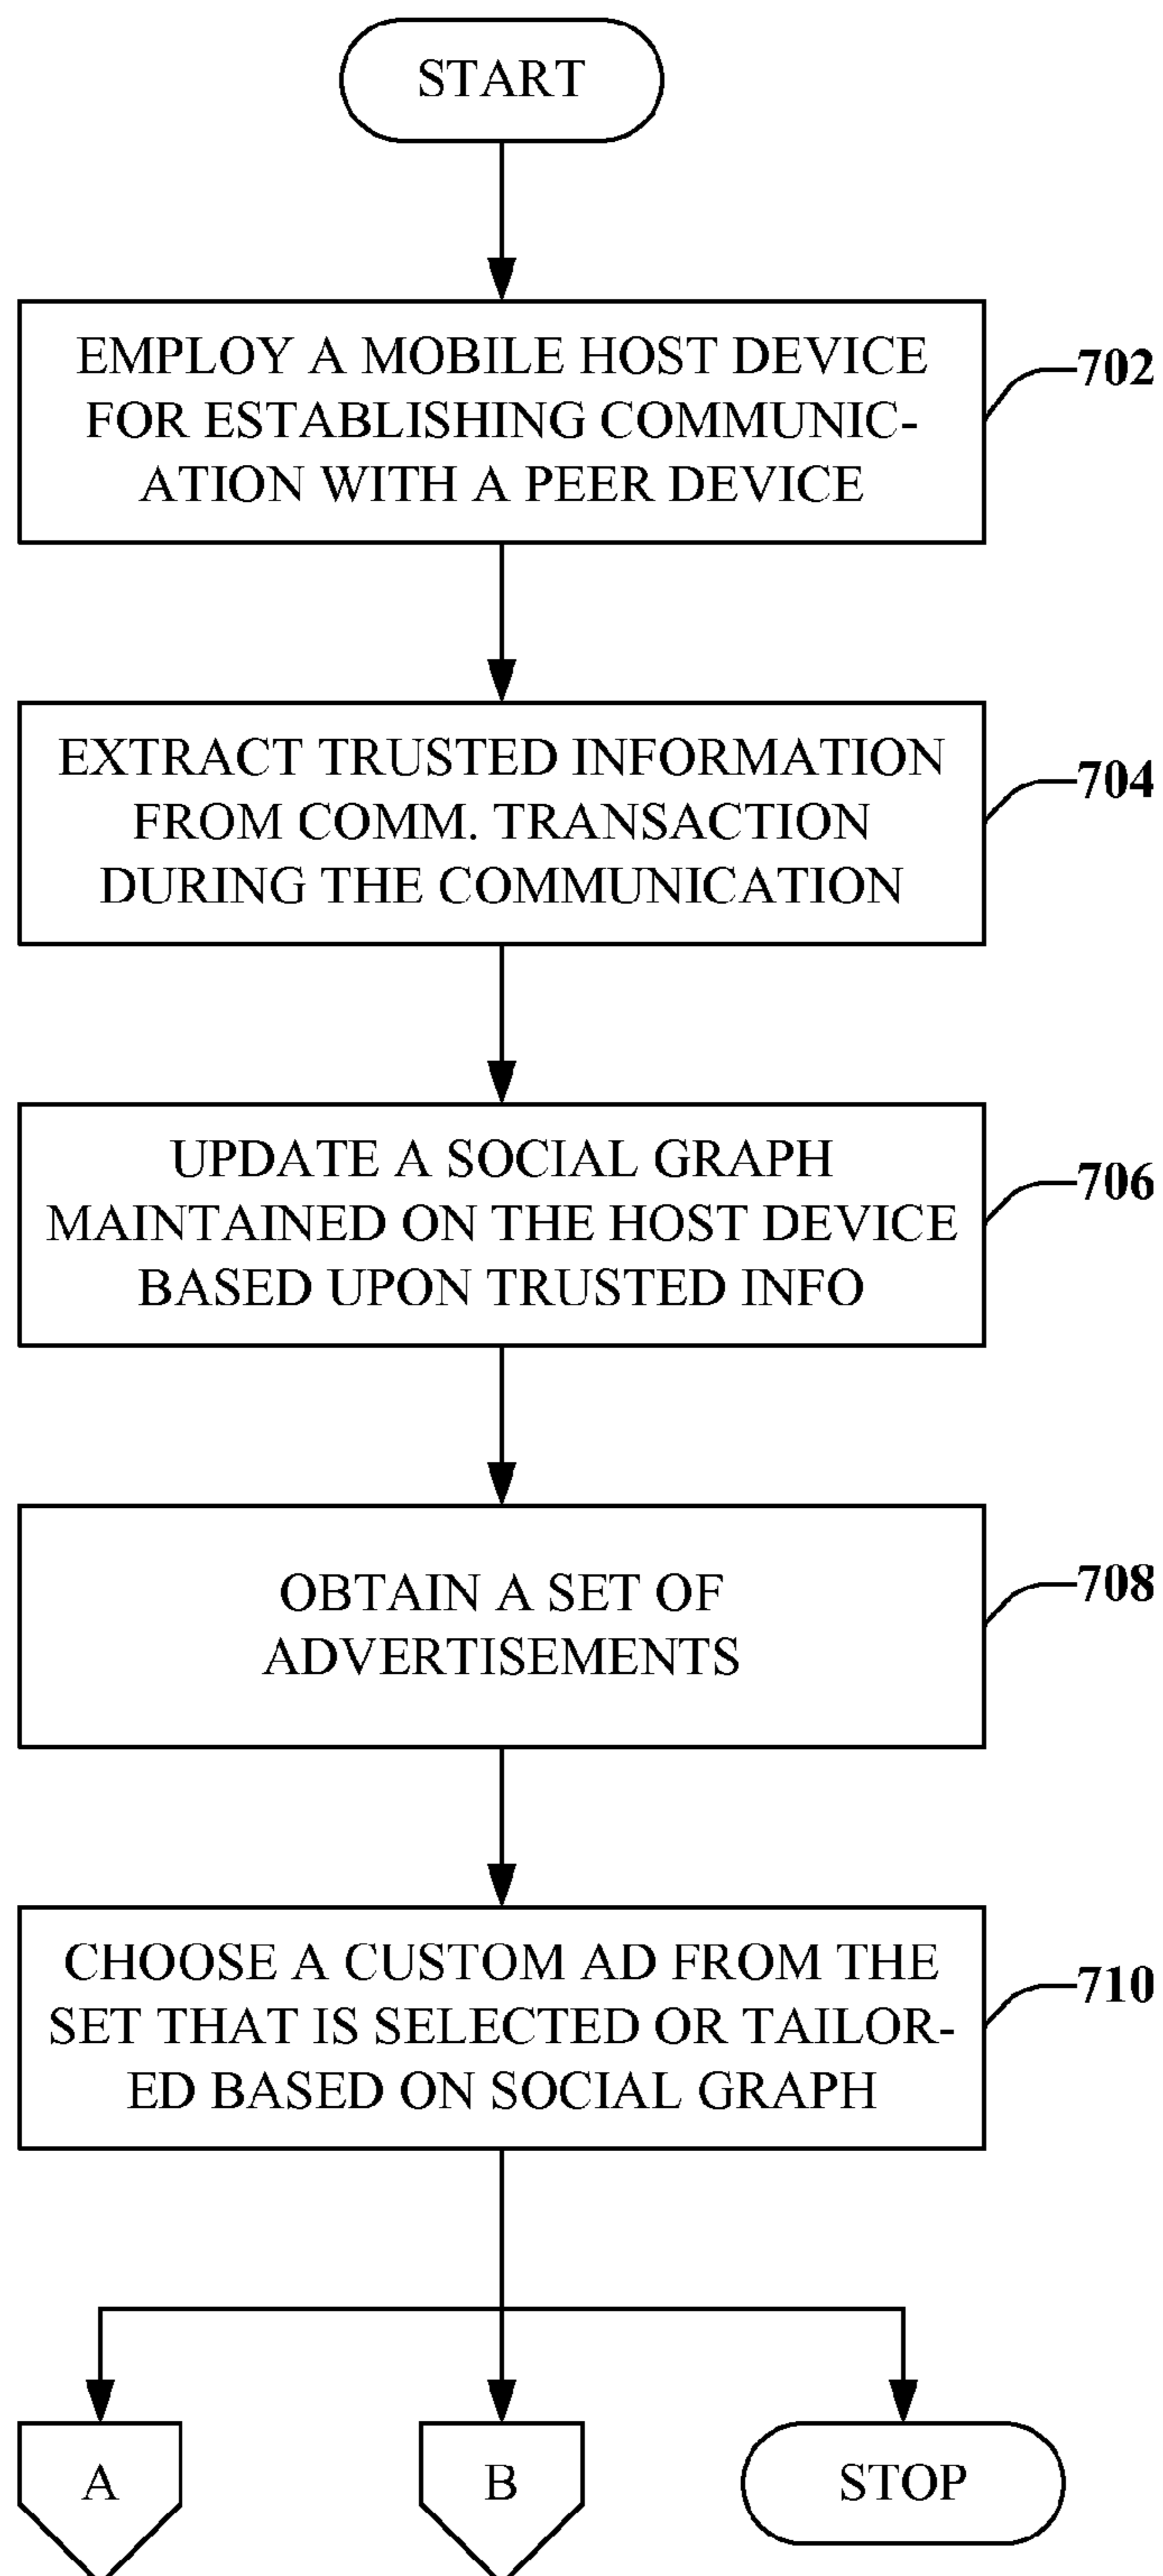 START
EMPLOY A MOBILE HOST DEVICE
FOR ESTABLISHING COMMUNIC-
ATION WITH A PEER DEVICE
702
EXTRACT TRUSTED INFORMATION
FROM COMM. TRANSACTION
DURING THE COMMUNICATION
704
UPDATE A SOCIAL GRAPH
MAINTAINED ON THE HOST DEVICE
BASED UPON TRUSTED INFO
706
OBTAIN A SET OF
ADVERTISEMENTS
708
CHOOSE A CUSTOM AD FROM THE
SET THAT IS SELECTED OR TAILOR-
ED BASED ON SOCIAL GRAPH
710
A
B
STOP